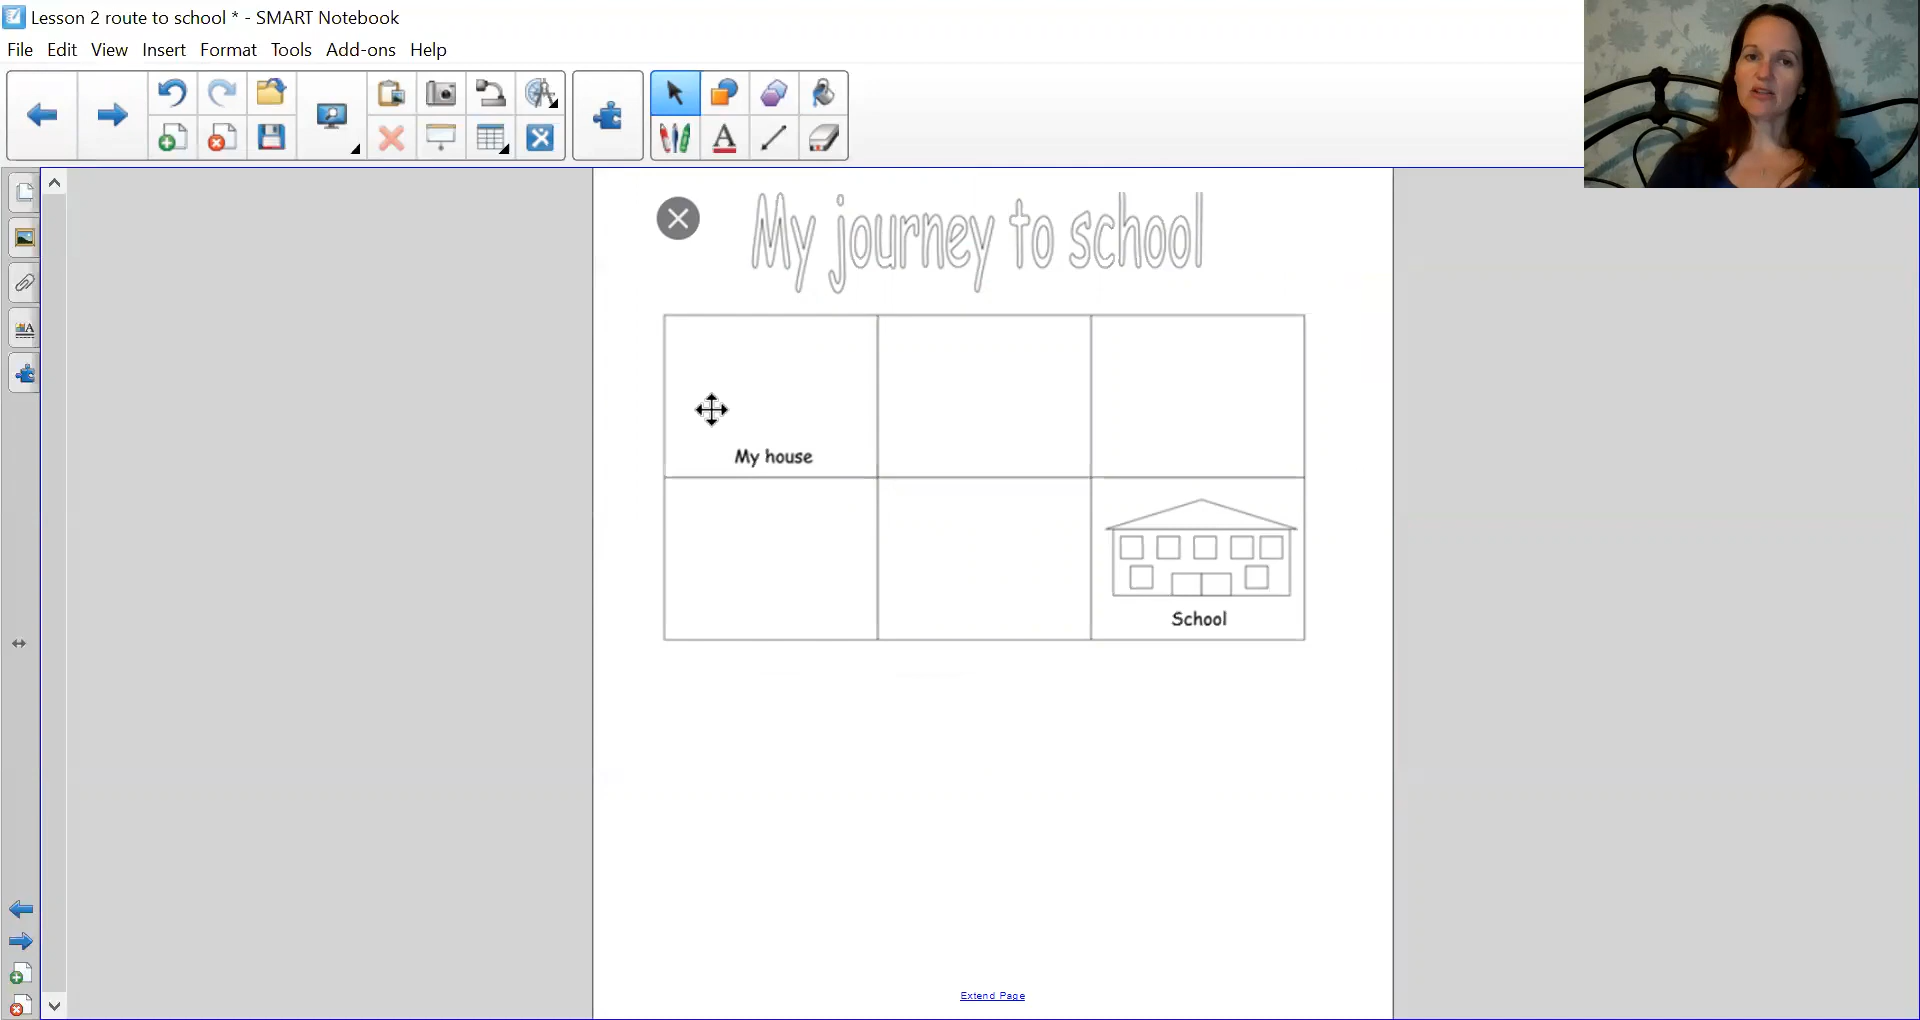 Lesson 2 route to school * - SMART Notebook
File Edit View Insert Format Tools Add-ons Help
My journey to school
My house
School
Extend Page